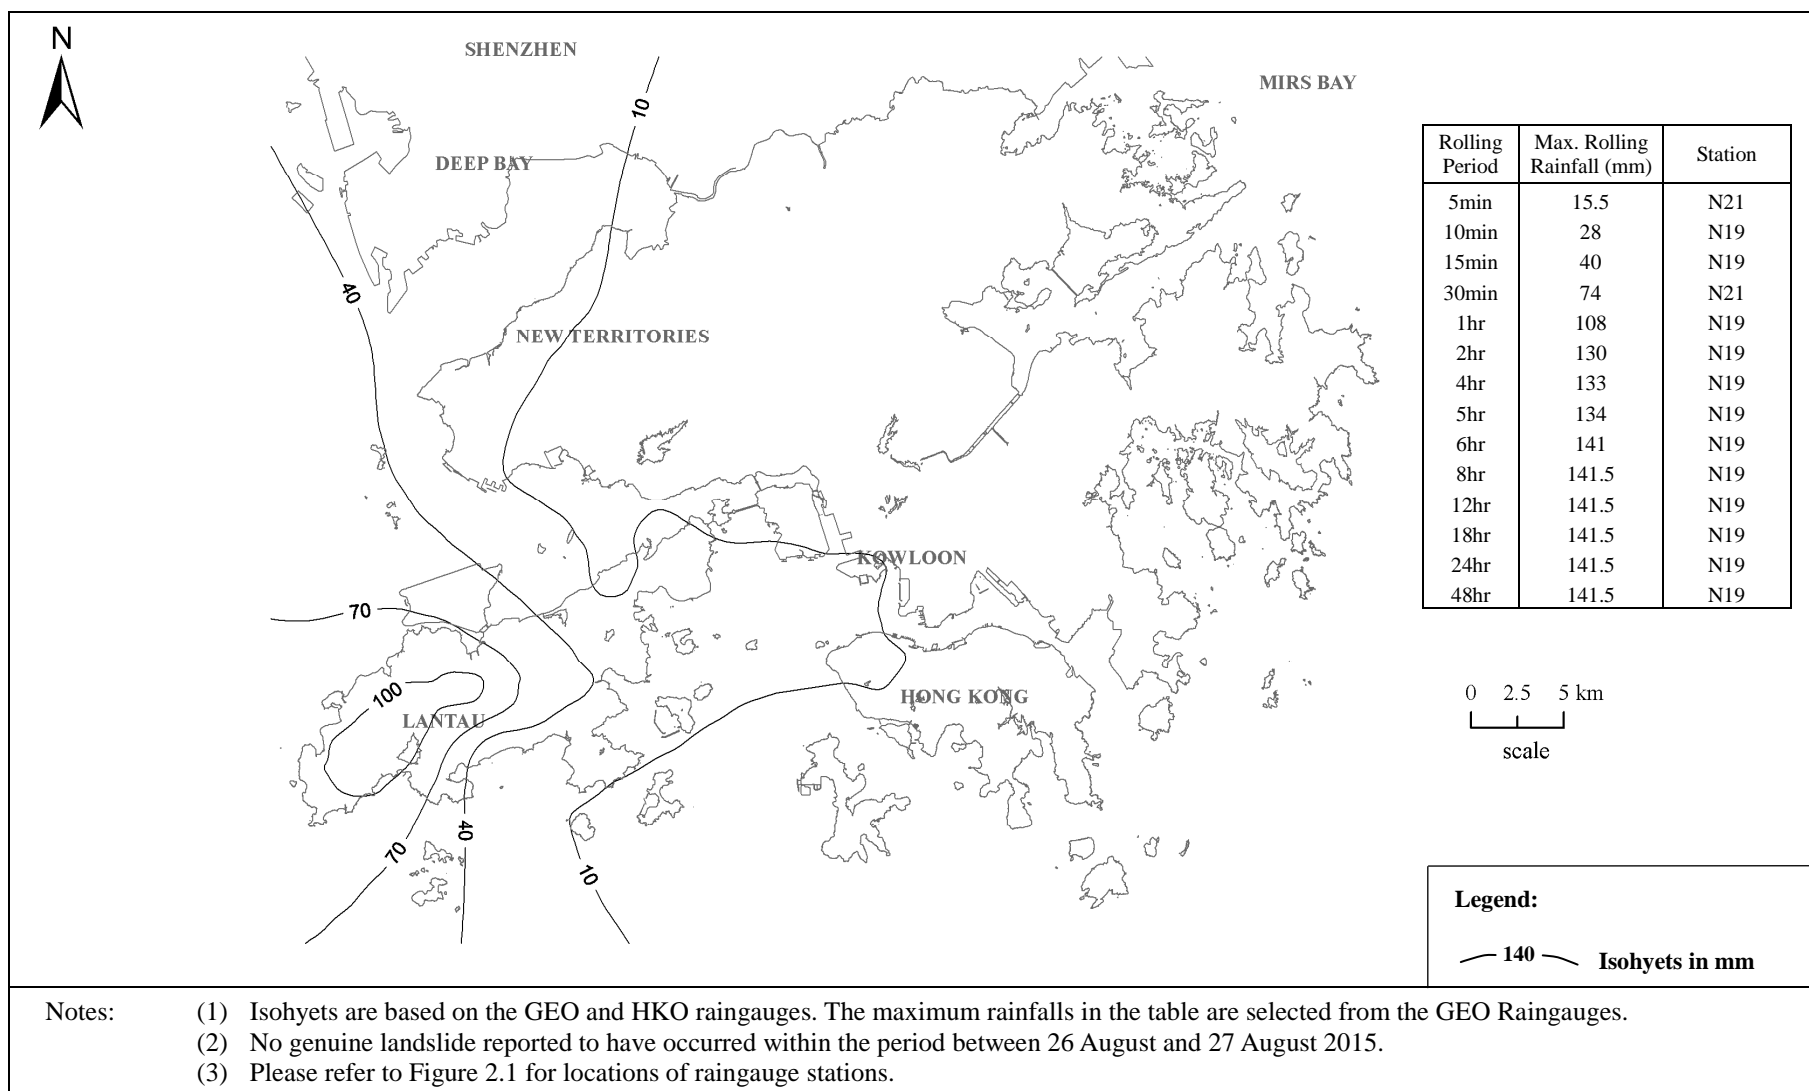 N
SHENZHEN
MIRS BAY
10
DEEP BAY
40
NEW TERRITORIES
KOWLOON
70
100
LANTAU
HONG KONG
40
70
10
Rolling Period Max. Rolling Rainfall (mm) Station
5min 15.5 N21
10min 28 N19
15min 40 N19
30min 74 N21
1hr 108 N19
2hr 130 N19
4hr 133 N19
5hr 134 N19
6hr 141 N19
8hr 141.5 N19
12hr 141.5 N19
18hr 141.5 N19
24hr 141.5 N19
48hr 141.5 N19
0 2.5 5 km
scale
Legend:
140 Isohyets in mm
Notes: (1) Isohyets are based on the GEO and HKO raingauges. The maximum rainfalls in the table are selected from the GEO Raingauges.
(2) No genuine landslide reported to have occurred within the period between 26 August and 27 August 2015.
(3) Please refer to Figure 2.1 for locations of raingauge stations.